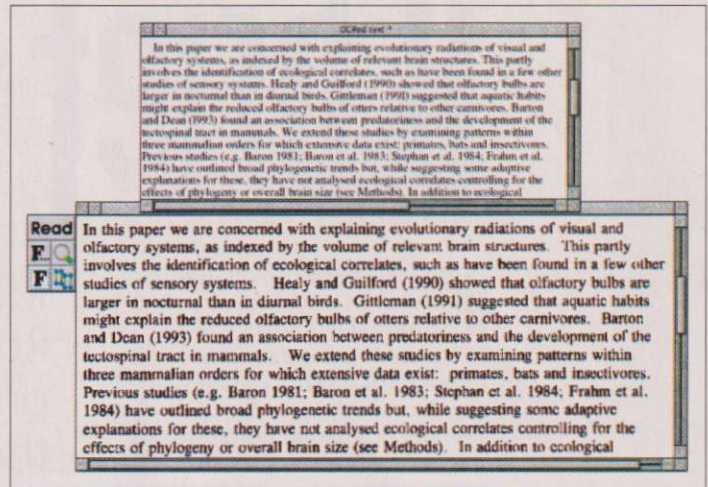 OCRed text *
In this paper we are concerned with explaining evolutionary radiations of visual and
olfactory systems, as indexed by the volume of relevant brain structures. This partly
involves the identification of ecological correlates, such as have been found in a few other
studies of sensory systems. Healy and Guilford (1990) showed that olfactory bulbs are
larger in nocturnal than in diurnal birds. Gittleman (1991) suggested that aquatic habits
might explain the reduced olfactory bulbs of otters relative to other carnivores. Barton
and Dean (1993) found an association between predatoriness and the development of the
tectospinal tract in mammals. We extend these studies by examining patterns within
three mammalian orders for which extensive data exist: primates, bats and insectivores.
Previous studies (e.g. Baron 1981; Baron et al. 1983; Stephan et al. 1984; Frahm et al.
1984) have outlined broad phylogenetic trends but, while suggesting some adaptive
explanations for these, they have not analysed ecological correlates controlling for the
effects of phylogeny or overall brain size (see Methods). In addition to ecological
Read
F
F
In this paper we are concerned with explaining evolutionary radiations of visual and
olfactory systems, as indexed by the volume of relevant brain structures. This partly
involves the identification of ecological correlates, such as have been found in a few other
studies of sensory systems. Healy and Guilford (1990) showed that olfactory bulbs are
larger in nocturnal than in diurnal birds. Gittleman (1991) suggested that aquatic habits
might explain the reduced olfactory bulbs of otters relative to other carnivores. Barton
and Dean (1993) found an association between predatoriness and the development of the
tectospinal tract in mammals. We extend these studies by examining patterns within
three mammalian orders for which extensive data exist: primates, bats and insectivores.
Previous studies (e.g. Baron 1981; Baron et al. 1983; Stephan et al. 1984; Frahm et al.
1984) have outlined broad phylogenetic trends but, while suggesting some adaptive
explanations for these, they have not analysed ecological correlates controlling for the
effects of phylogeny or overall brain size (see Methods). In addition to ecological